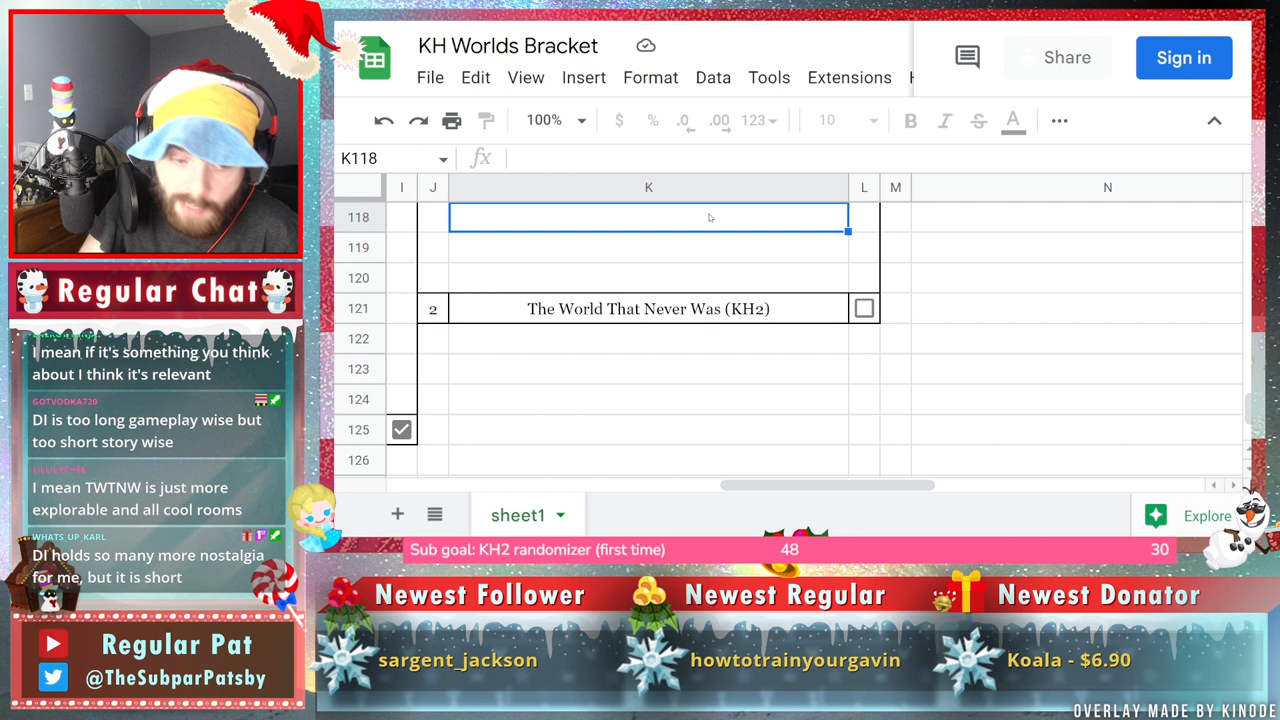 KH Worlds Bracket
Share
Sign in
File Edit View Insert Format Data Tools Extensions
100% $ % .0 .00 123 10 B I S A
K118 fx
I J K L M N
118
119
120
121 2 The World That Never Was (KH2)
122
123
124
125
126
sheet1
Explore
Sub goal: KH2 randomizer (first time) 48 30
Regular Chat
I mean if it's something you think
about I think it's relevant
GOTVODKA720
DI is too long gameplay wise but
too short story wise
I mean TWTNW is just more
explorable and all cool rooms
WHATS_UP_KARL
DI holds so many more nostalgia
for me, but it is short
Regular Pat
@TheSubparPatsby
Newest Follower
sargent_jackson
Newest Regular
howtotrainyourgavin
Newest Donator
Koala - $6.90
OVERLAY MADE BY KINODE